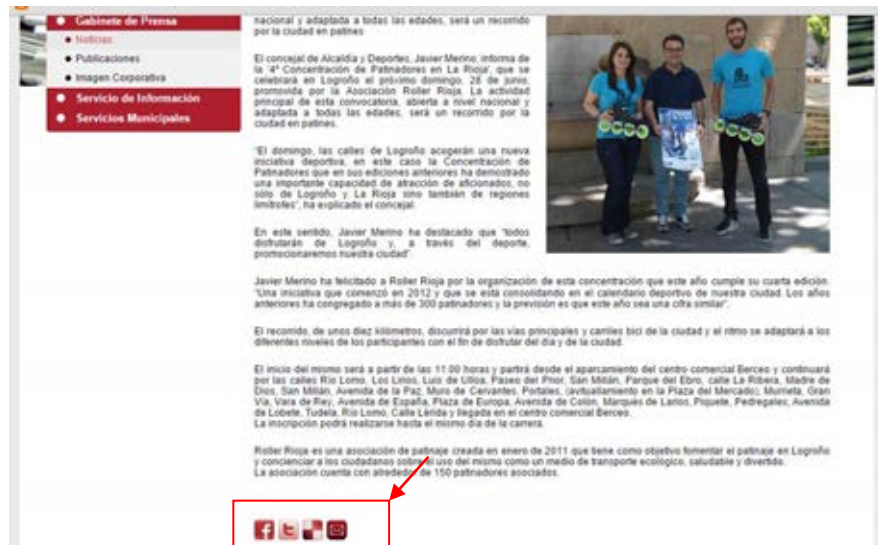 Gabinete de Prensa
Noticias
Publicaciones
Imagen Corporativa
Servicio de Información
Servicios Municipales
nacional y adaptada a todas las edades, será un recorrido
por la ciudad en patines
El concejal de Alcaldía y Deportes, Javier Merino, informa de
la '4ª Concentración de Patinadores en La Rioja', que se
celebrará en Logroño el próximo domingo, 28 de junio,
promovida por la Asociación Roller Rioja. La actividad
principal de esta convocatoria, abierta a nivel nacional y
adaptada a todas las edades, será un recorrido por la
ciudad en patines.
"El domingo, las calles de Logroño acogerán una nueva
iniciativa deportiva, en este caso la Concentración de
Patinadores que en sus ediciones anteriores ha demostrado
una importante capacidad de atracción de aficionados, no
sólo de Logroño y La Rioja sino también de regiones
limítrofes", ha explicado el concejal.
En este sentido, Javier Merino ha destacado que "todos
disfrutarán de Logroño y, a través del deporte,
promocionaremos nuestra ciudad".
Javier Merino ha felicitado a Roller Rioja por la organización de esta concentración que este año cumple su cuarta edición.
"Una iniciativa que comenzó en 2012 y que se está consolidando en el calendario deportivo de nuestra ciudad. Los años
anteriores ha congregado a más de 300 patinadores y la previsión es que este año sea una cifra similar".
El recorrido, de unos diez kilómetros, discurrirá por las vías principales y carriles bici de la ciudad y el ritmo se adaptará a los
diferentes niveles de los participantes con el fin de disfrutar del día y de la ciudad.
El inicio del mismo será a partir de las 11.00 horas y partirá desde el aparcamiento del centro comercial Berceo y continuará
por las calles Río Lomo, Los Lirios, Luis de Ulloa, Paseo del Prior, San Millán, Parque del Ebro, calle La Ribera, Madre de
Dios, San Millán, Avenida de la Paz, Muro de Cervantes, Portales, (avituallamiento en la Plaza del Mercado), Murrieta, Gran
Vía, Vara de Rey, Avenida de España, Plaza de Europa, Avenida de Colón, Marqués de Larios, Piquete, Pedregales, Avenida
de Lobete, Tudela, Río Lomo, Calle Lérida y llegada en el centro comercial Berceo.
La inscripción podrá realizarse hasta el mismo día de la carrera.
Roller Rioja es una asociación de patinaje creada en enero de 2011 que tiene como objetivo fomentar el patinaje en Logroño
y concienciar a los ciudadanos sobre el uso del mismo como un medio de transporte ecológico, saludable y divertido.
La asociación cuenta con alrededor de 150 patinadores asociados.